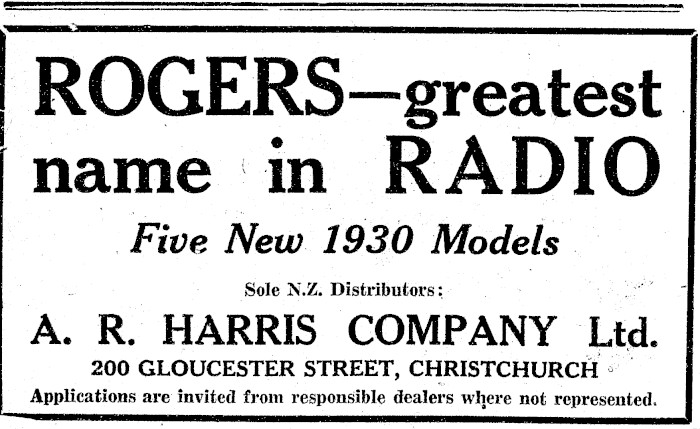 ROGERS—greatest
name in RADIO
Five New 1930 Models
Sole N.Z. Distributors:
A. R. HARRIS COMPANY Ltd.
200 GLOUCESTER STREET, CHRISTCHURCH
Applications are invited from responsible dealers where not represented.